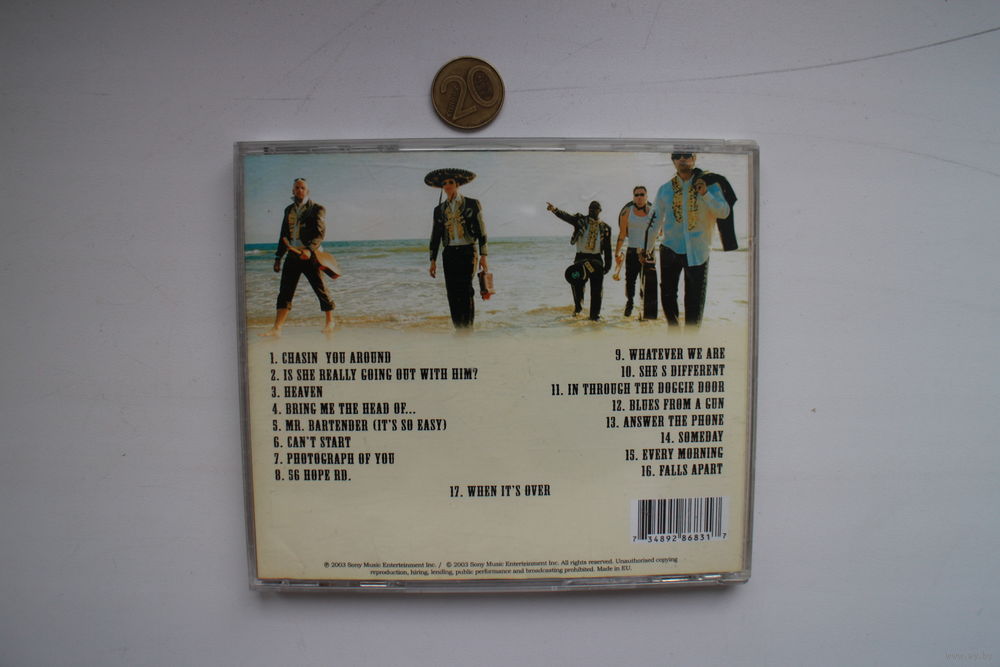 20
1. CHASIN YOU AROUND
2. IS SHE REALLY GOING OUT WITH HIM?
3. HEAVEN
4. BRING ME THE HEAD OF...
5. MR. BARTENDER (IT'S SO EASY)
6. CAN'T START
7. PHOTOGRAPH OF YOU
8. 56 HOPE RD.
9. WHATEVER WE ARE
10. SHE S DIFFERENT
11. IN THROUGH THE DOGGIE DOOR
12. BLUES FROM A GUN
13. ANSWER THE PHONE
14. SOMEDAY
15. EVERY MORNING
16. FALLS APART
17. WHEN IT'S OVER
7 34892 86831 7
℗ 2003 Sony Music Entertainment Inc. / © 2003 Sony Music Entertainment Inc. All rights reserved. Unauthorised copying
reproduction, hiring, lending, public performance and broadcasting prohibited. Made in EU.